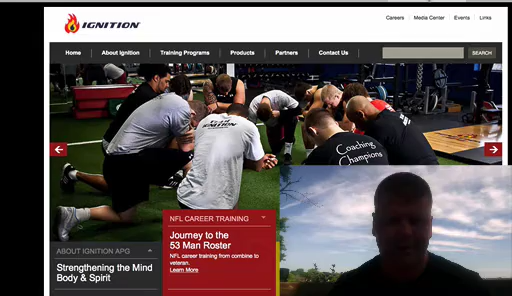 Careers Media Center Events Links
IGNITION
Home About Ignition Training Programs Products Partners Contact Us SEARCH
TEAM
IGNITION
Coaching
Champions
NFL CAREER TRAINING
Journey to the
53 Man Roster
NFL career training from combine to
veteran.
Learn More
ABOUT IGNITION APG
Strengthening the Mind
Body & Spirit